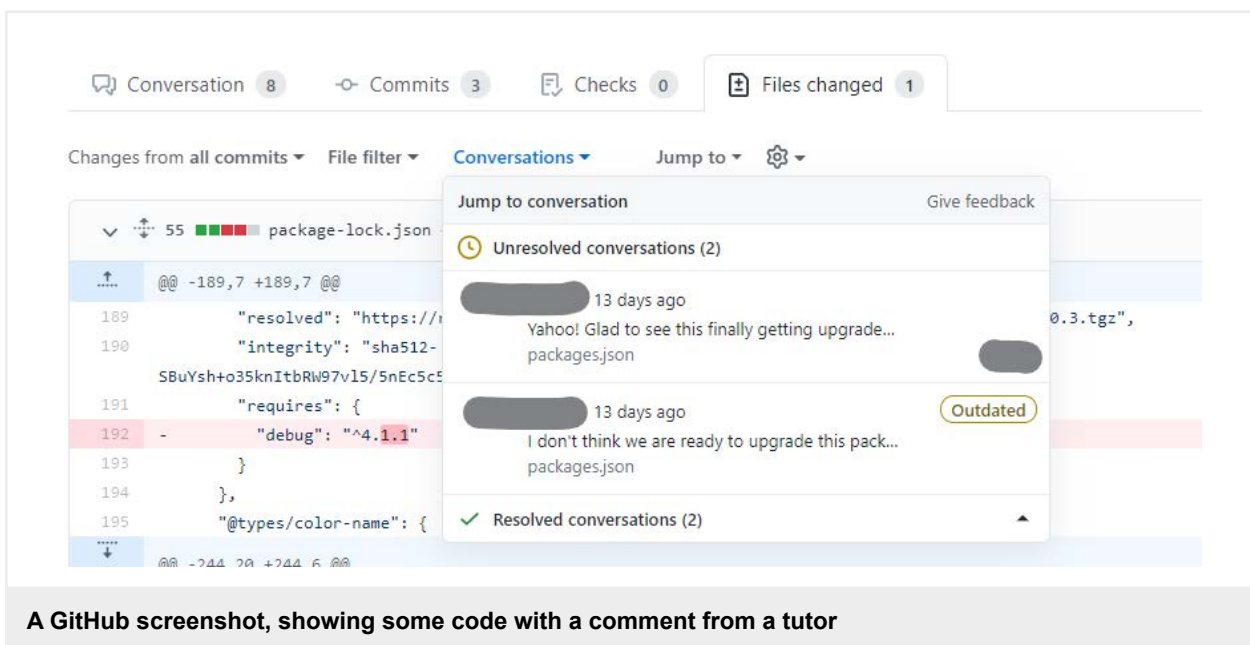 Conversation 8 Commits 3 Checks 0 Files changed 1
Changes from all commits File filter Conversations Jump to
Jump to conversation Give feedback
Unresolved conversations (2)
13 days ago
Yahoo! Glad to see this finally getting upgrade...
packages.json
13 days ago Outdated
I don't think we are ready to upgrade this pack...
packages.json
Resolved conversations (2)
55 package-lock.json
@@ -189,7 +189,7 @@
189 "resolved": "https://r 0.3.tgz",
190 "integrity": "sha512-
SBuYsh+o35knItbRW97vl5/5nEc5c5
191 "requires": {
192 - "debug": "^4.1.1"
193 }
194 },
195 "@types/color-name": {
@@ -244,20 +244,6 @@
A GitHub screenshot, showing some code with a comment from a tutor